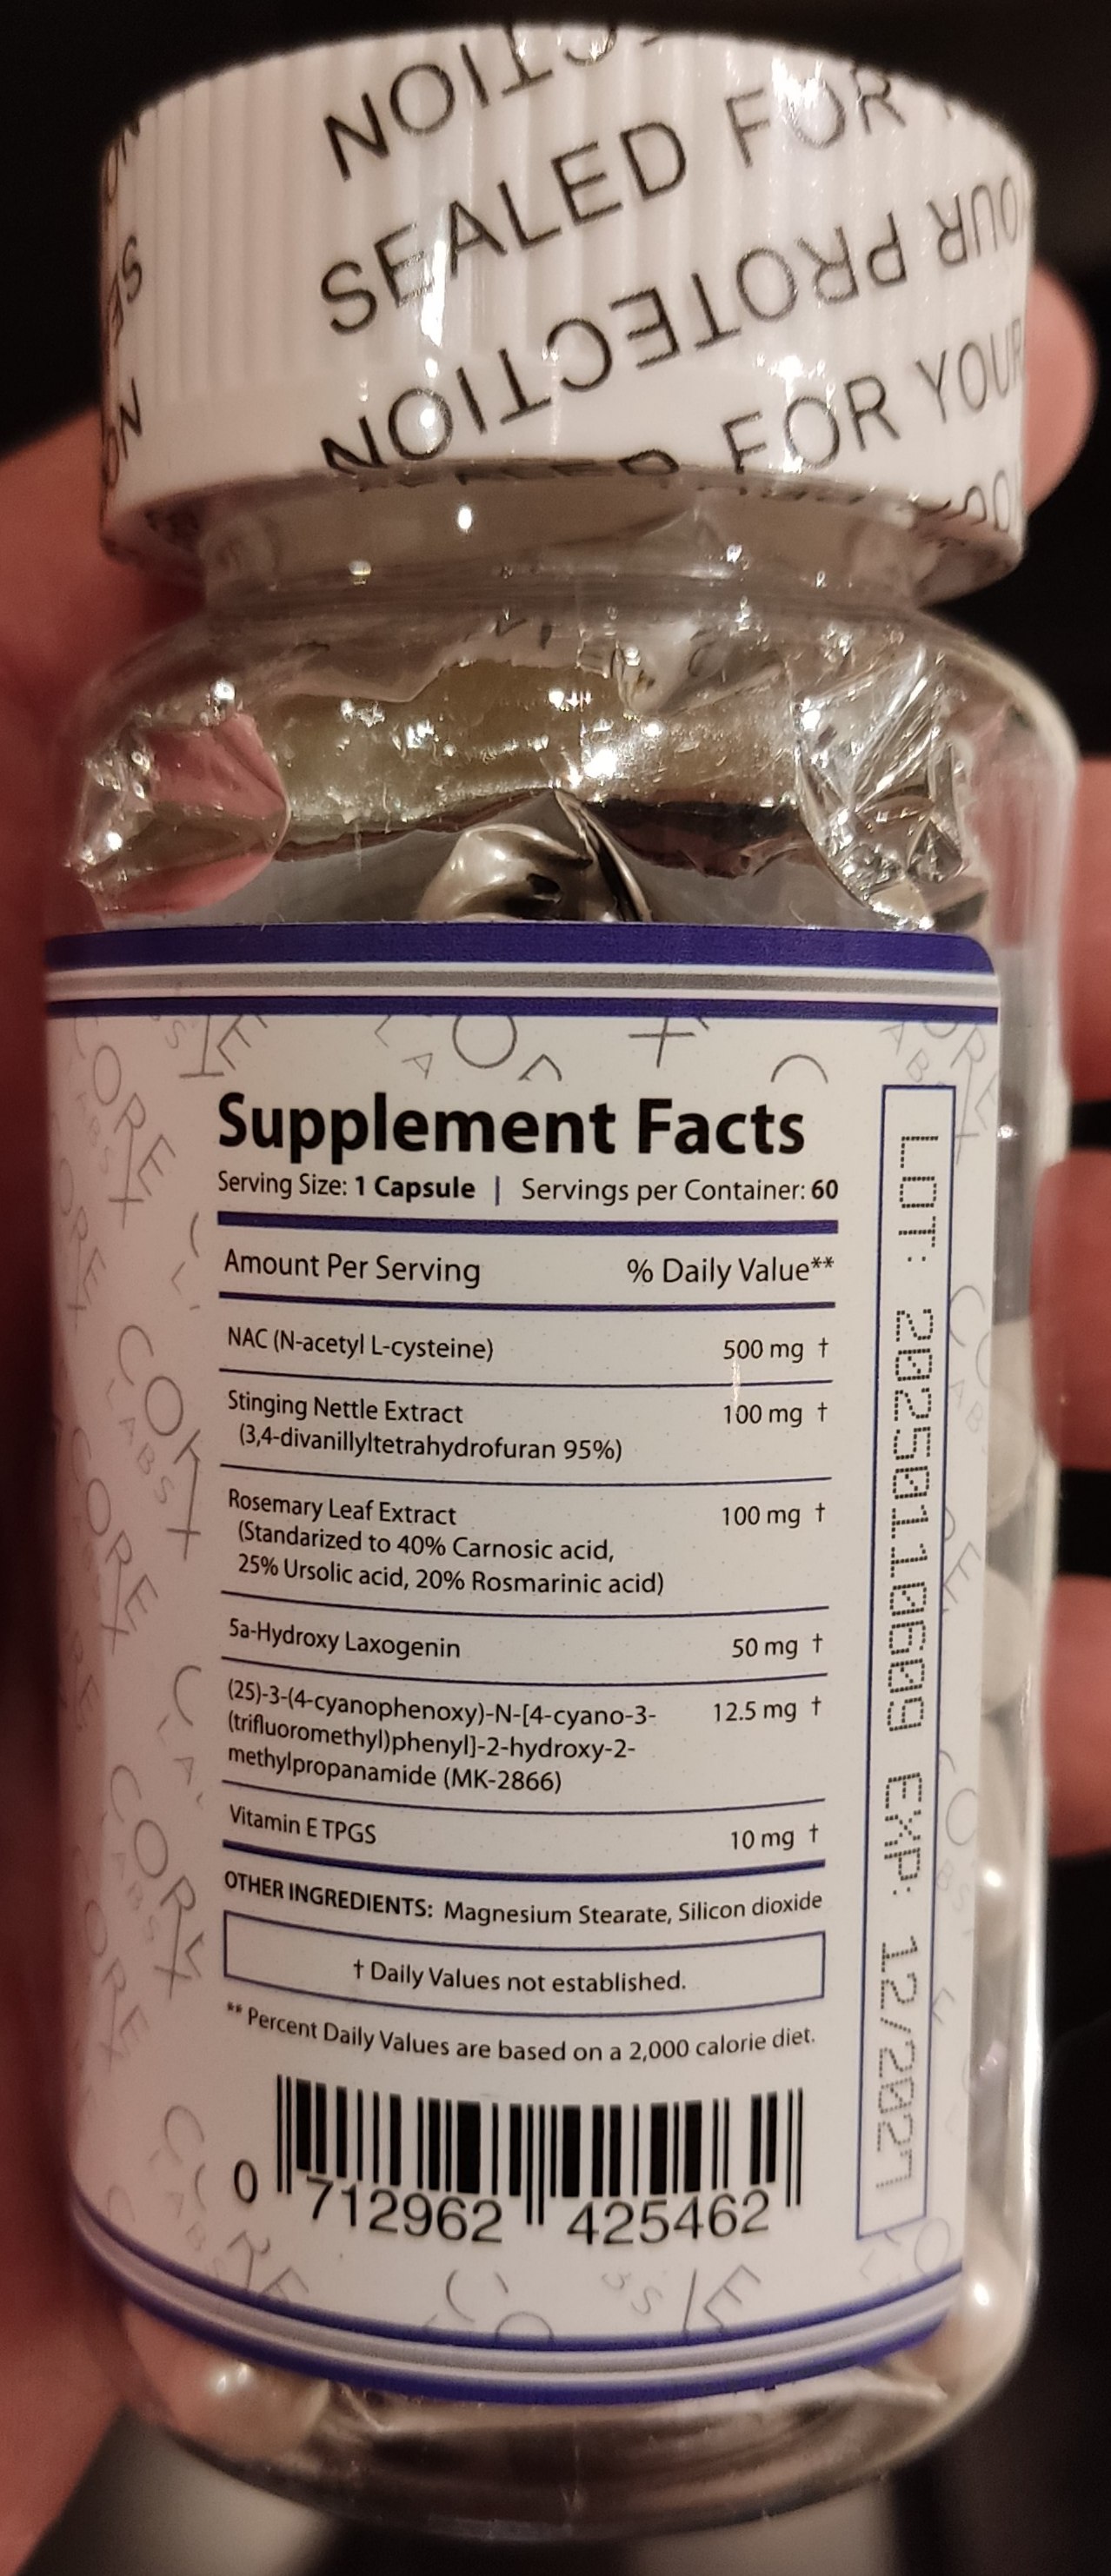 NOITC
SEALED FOR
OUR PROTECTION
FOR YOUR
Supplement Facts
Serving Size: 1 Capsule | Servings per Container: 60
Amount Per Serving % Daily Value**
NAC (N-acetyl L-cysteine) 500 mg †
Stinging Nettle Extract 100 mg †
(3,4-divanillyltetrahydrofuran 95%)
Rosemary Leaf Extract 100 mg †
(Standarized to 40% Carnosic acid,
25% Ursolic acid, 20% Rosmarinic acid)
5a-Hydroxy Laxogenin 50 mg †
(25)-3-(4-cyanophenoxy)-N-[4-cyano-3- 12.5 mg †
(trifluoromethyl)phenyl]-2-hydroxy-2-
methylpropanamide (MK-2866)
Vitamin E TPGS 10 mg †
OTHER INGREDIENTS: Magnesium Stearate, Silicon dioxide
† Daily Values not established.
** Percent Daily Values are based on a 2,000 calorie diet.
0 712962 425462
LOT: 202501110609 EXP: 12/2027